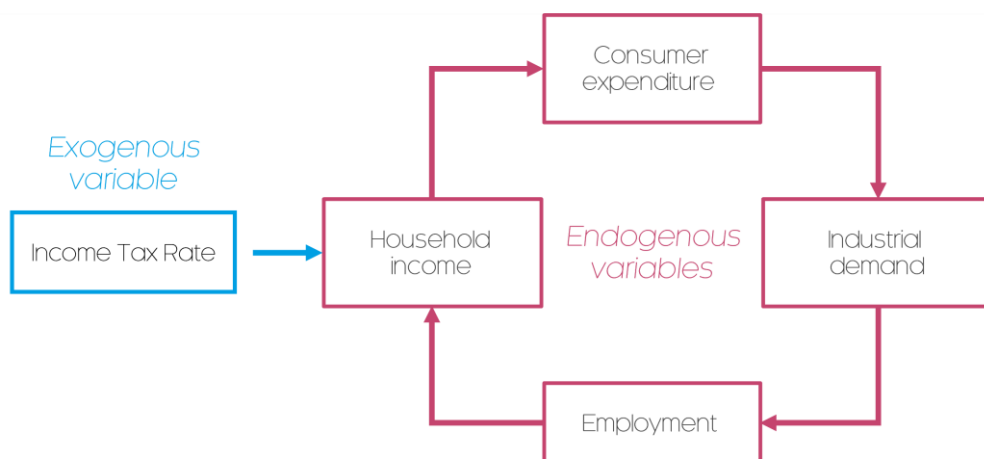 Consumer
expenditure
Exogenous
variable
Income Tax Rate
Household
income
Endogenous
variables
Industrial
demand
Employment